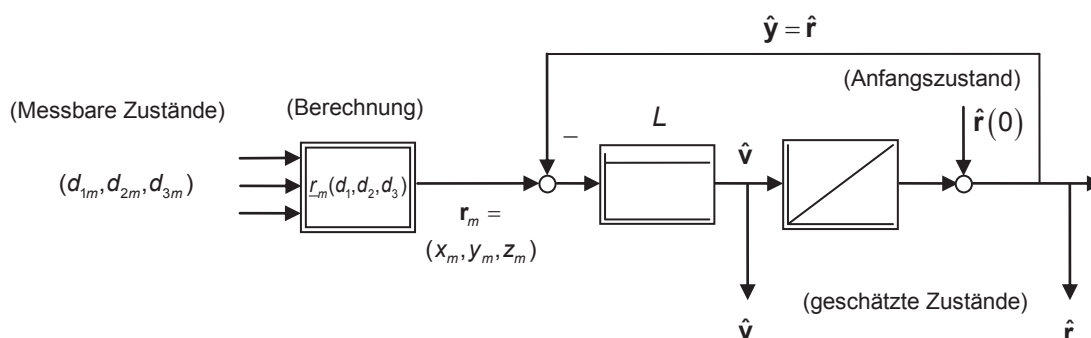 ŷ = r̂
(Anfangszustand)
(Messbare Zustände)
(Berechnung)
L
r̂(0)
–
v̂
(d₁ₘ,d₂ₘ,d₃ₘ)
rₘ(d₁,d₂,d₃)
rₘ =
(xₘ,yₘ,zₘ)
(geschätzte Zustände)
v̂
r̂